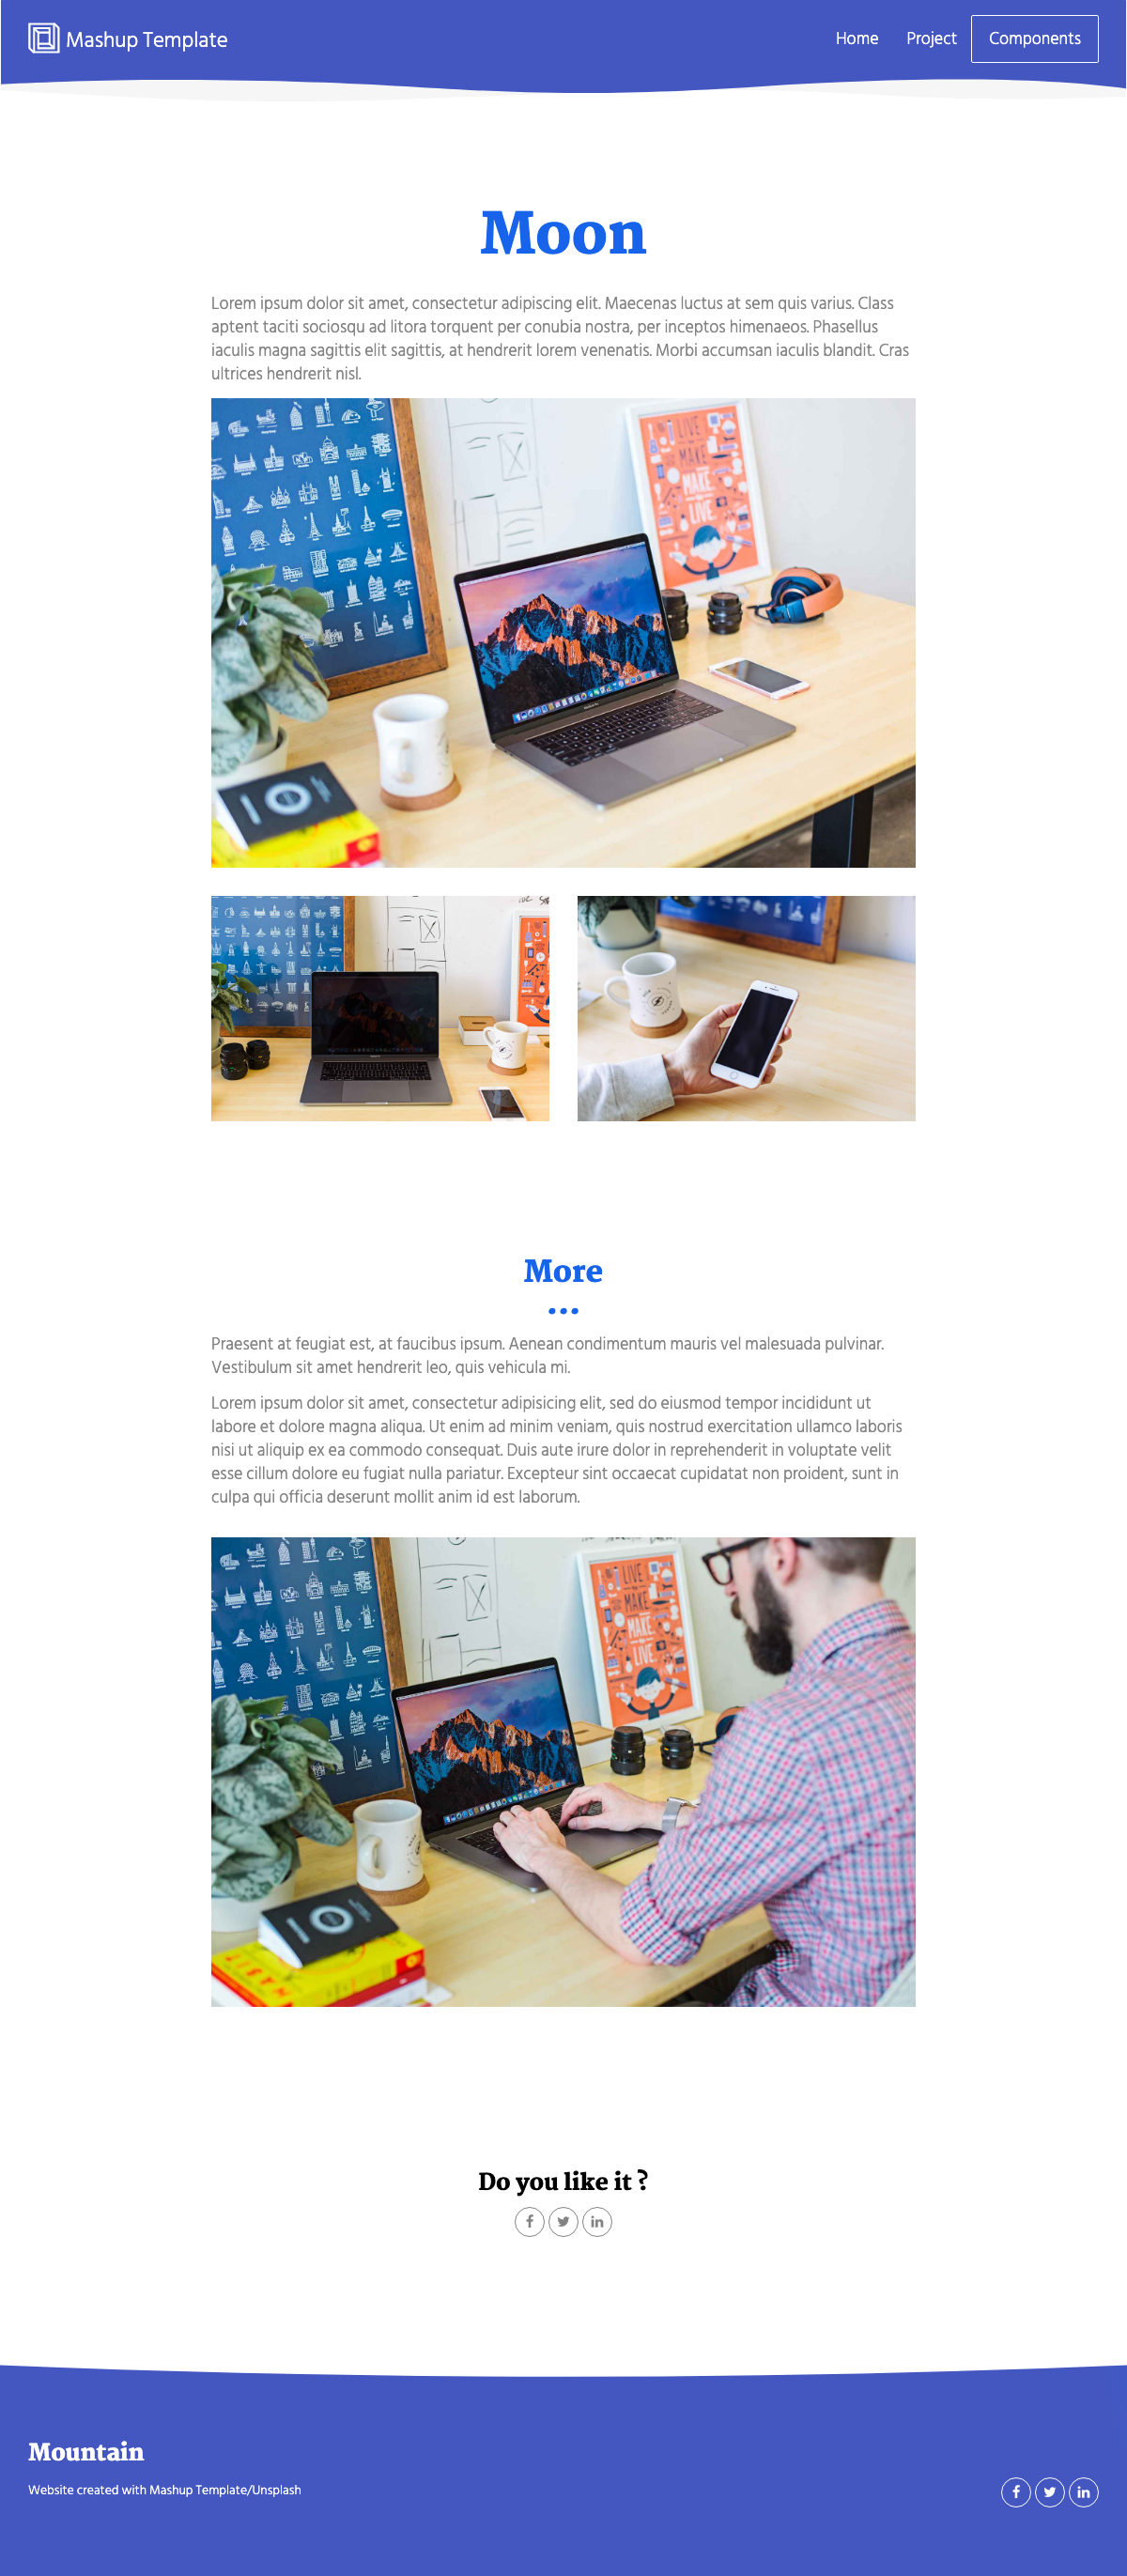 Mashup Template
Home
Project
Components
Moon
Lorem ipsum dolor sit amet, consectetur adipiscing elit. Maecenas luctus at sem quis varius. Class
aptent taciti sociosqu ad litora torquent per conubia nostra, per inceptos himenaeos. Phasellus
iaculis magna sagittis elit sagittis, at hendrerit lorem venenatis. Morbi accumsan iaculis blandit. Cras
ultrices hendrerit nisl.
LIVE
MAKE
MAKE
LIVE
More
...
Praesent at feugiat est, at faucibus ipsum. Aenean condimentum mauris vel malesuada pulvinar.
Vestibulum sit amet hendrerit leo, quis vehicula mi.
Lorem ipsum dolor sit amet, consectetur adipisicing elit, sed do eiusmod tempor incididunt ut
labore et dolore magna aliqua. Ut enim ad minim veniam, quis nostrud exercitation ullamco laboris
nisi ut aliquip ex ea commodo consequat. Duis aute irure dolor in reprehenderit in voluptate velit
esse cillum dolore eu fugiat nulla pariatur. Excepteur sint occaecat cupidatat non proident, sunt in
culpa qui officia deserunt mollit anim id est laborum.
LIVE
MAKE
MAKE
LIVE
Do you like it ?
Mountain
Website created with Mashup Template/Unsplash